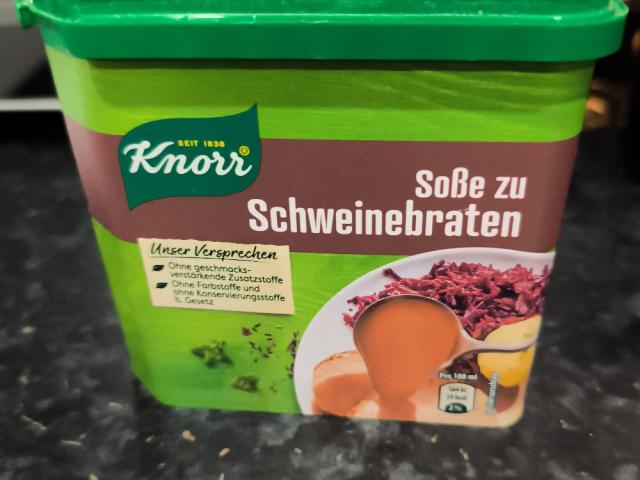 SEIT 1838
Knorr®
Soße zu
Schweinebraten
Unser Versprechen
Ohne geschmacks-
verstärkende Zusatzstoffe
Ohne Farbstoffe und
ohne Konservierungsstoffe
lt. Gesetz
Pro 100 ml